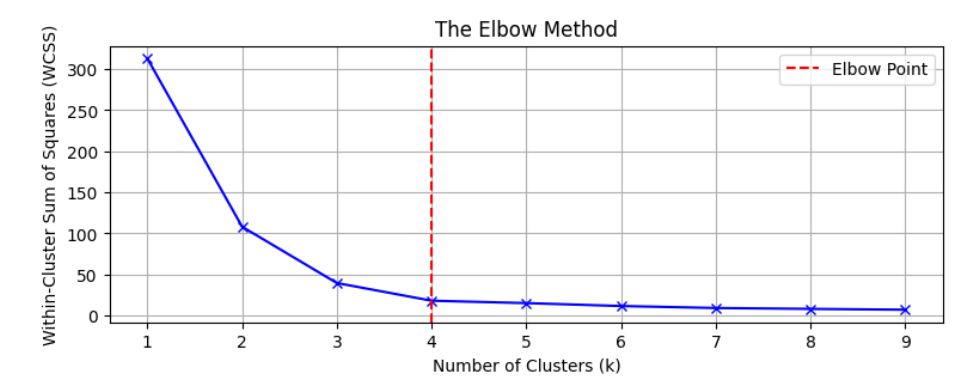 The Elbow Method
Within-Cluster Sum of Squares (WCSS)
300
250
200
150
100
50
0
Elbow Point
1 2 3 4 5 6 7 8 9
Number of Clusters (k)